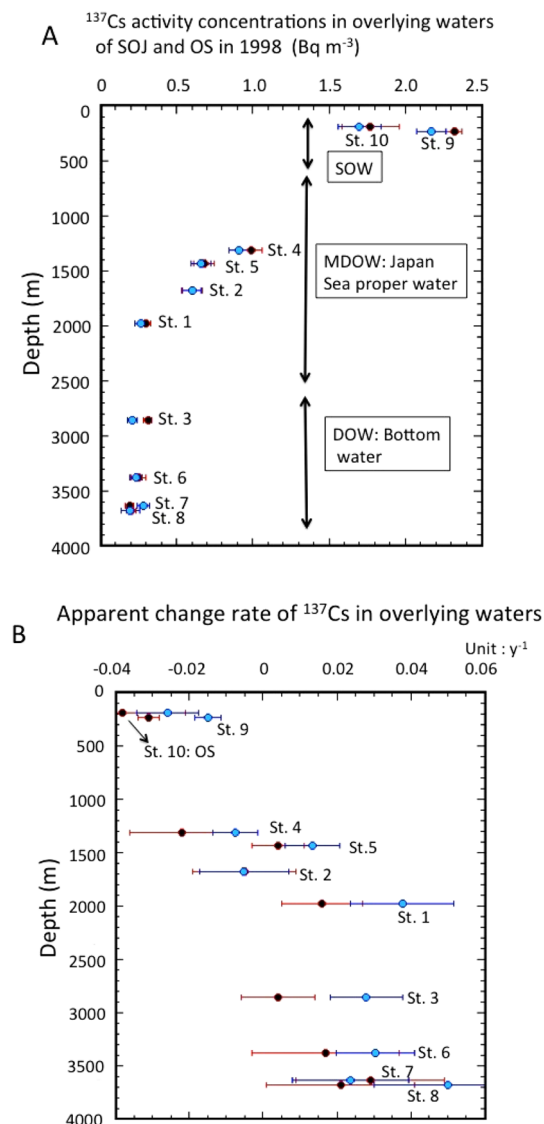 A
¹³⁷Cs activity concentrations in overlying waters
of SOJ and OS in 1998 (Bq m⁻³)
0 0.5 1.0 1.5 2.0 2.5
0
St. 10 St. 9
500
SOW
1000
St. 4
MDOW: Japan
Sea proper water
1500
St. 5
St. 2
2000
St. 1
2500
St. 3
3000
DOW: Bottom
water
St. 6
3500
St. 7
St. 8
4000
Depth (m)
Apparent change rate of ¹³⁷Cs in overlying waters
B
Unit : y⁻¹
-0.04 -0.02 0 0.02 0.04 0.06
0
St. 9
500
St. 10: OS
1000
St. 4
1500
St.5
St. 2
2000
St. 1
2500
St. 3
3000
St. 6
3500
St. 7
St. 8
4000
Depth (m)